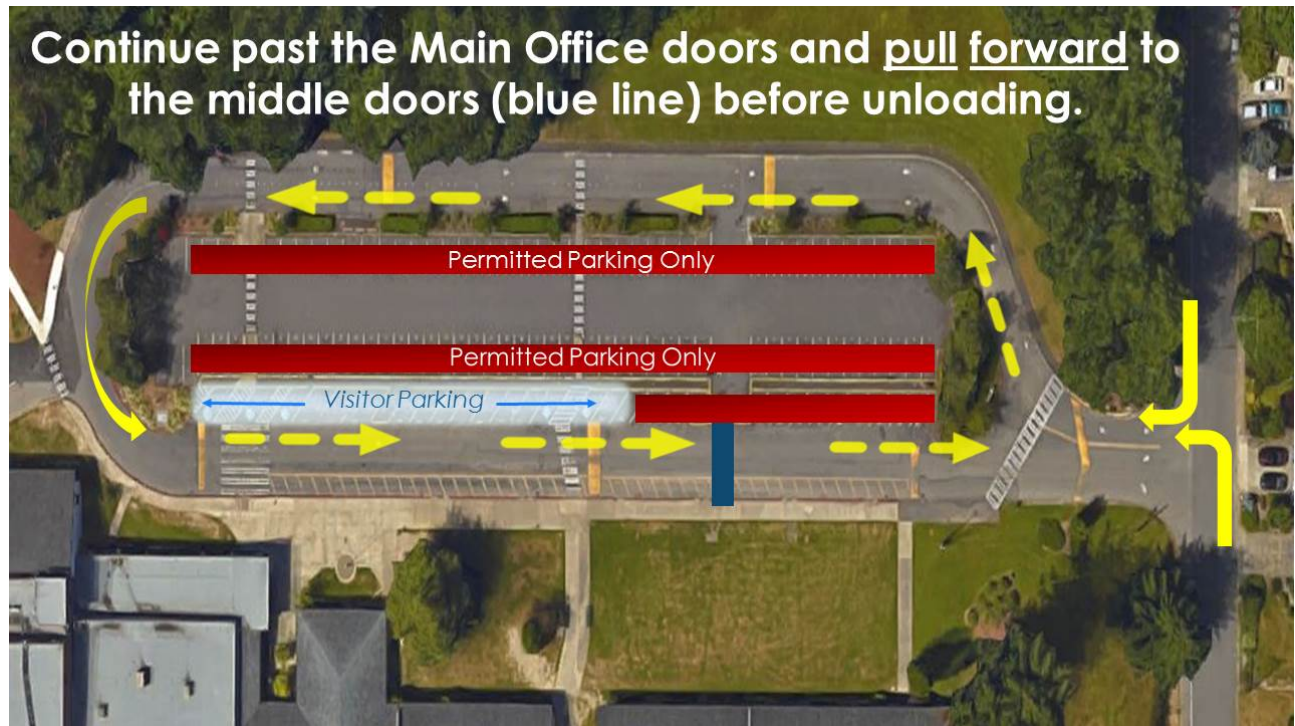 Continue past the Main Office doors and pull forward to
the middle doors (blue line) before unloading.
Permitted Parking Only
Permitted Parking Only
Visitor Parking